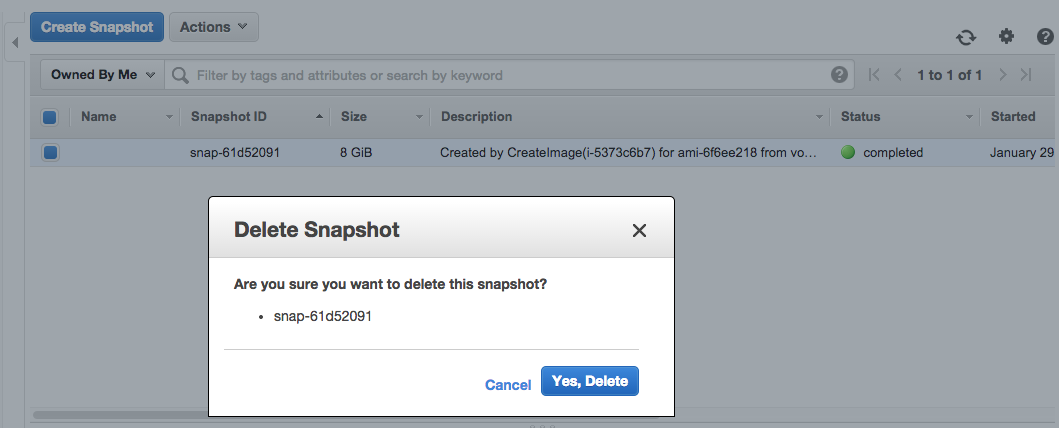 Create Snapshot Actions
Owned By Me Filter by tags and attributes or search by keyword ? 1 to 1 of 1
Name Snapshot ID Size Description Status Started
snap-61d52091 8 GiB Created by CreateImage(i-5373c6b7) for ami-6f6ee218 from vo... completed January 29
Delete Snapshot
Are you sure you want to delete this snapshot?
• snap-61d52091
Cancel Yes, Delete